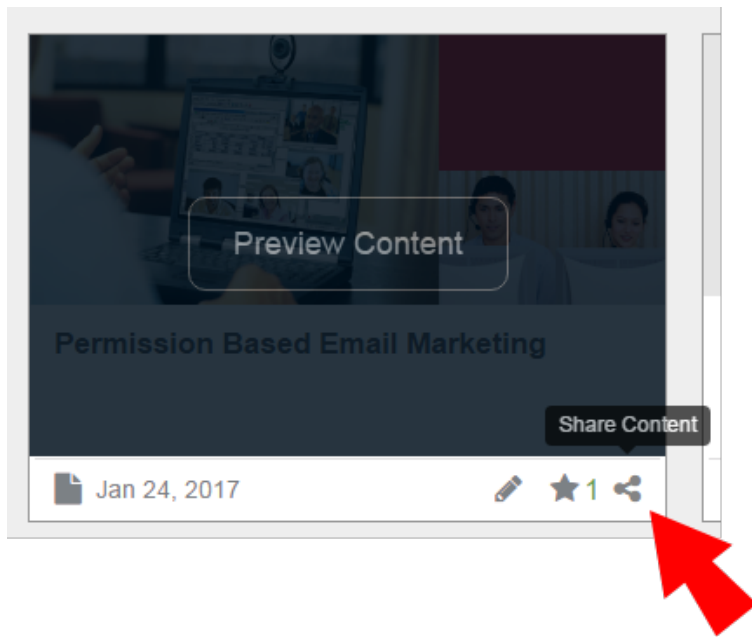 Preview Content
Permission Based Email Marketing
Share Content
Jan 24, 2017
1